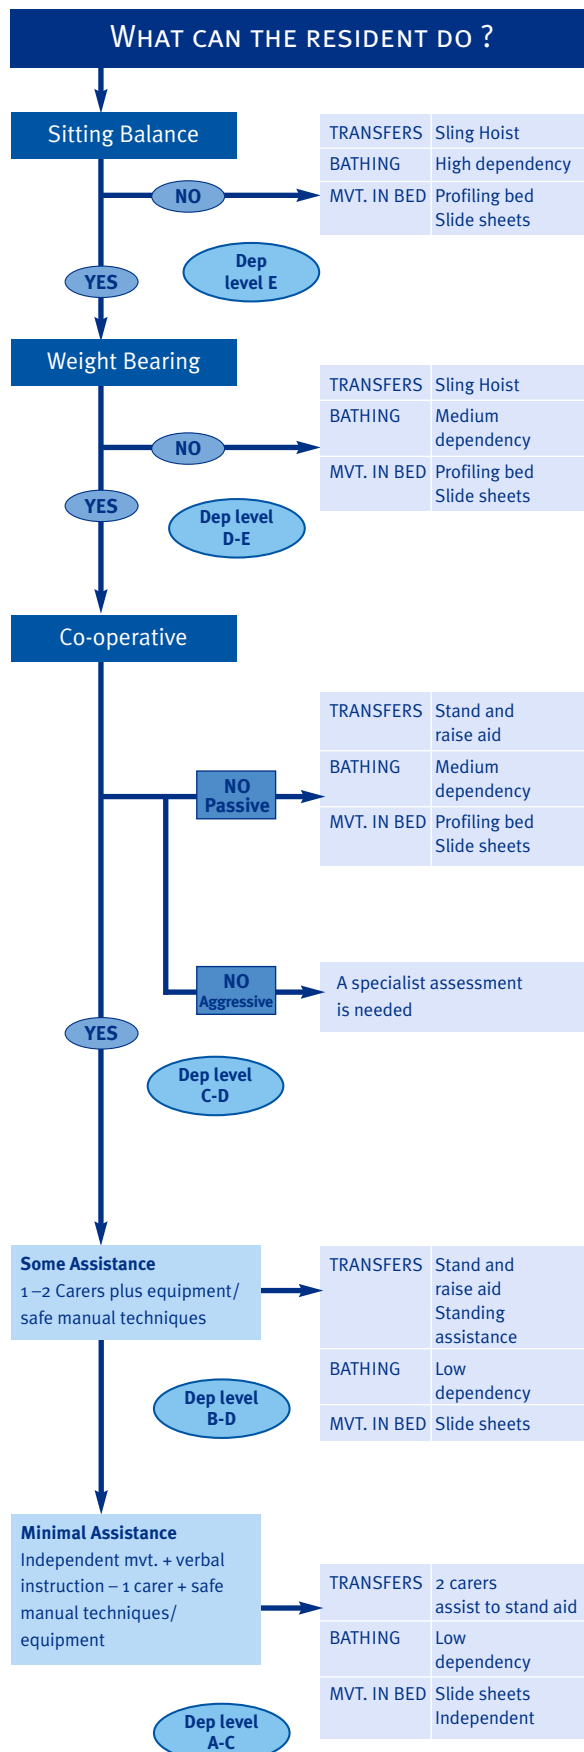 WHAT CAN THE RESIDENT DO ?
Sitting Balance
NO
TRANSFERS Sling Hoist
BATHING High dependency
MVT. IN BED Profiling bed
Slide sheets
Dep
level E
YES
Weight Bearing
NO
TRANSFERS Sling Hoist
BATHING Medium
dependency
MVT. IN BED Profiling bed
Slide sheets
YES
Dep level
D-E
Co-operative
NO
Passive
TRANSFERS Stand and
raise aid
BATHING Medium
dependency
MVT. IN BED Profiling bed
Slide sheets
NO
Aggressive
A specialist assessment
is needed
YES
Dep level
C-D
Some Assistance
1–2 Carers plus equipment/
safe manual techniques
TRANSFERS Stand and
raise aid
Standing
assistance
BATHING Low
dependency
MVT. IN BED Slide sheets
Dep level
B-D
Minimal Assistance
Independent mvt. + verbal
instruction – 1 carer + safe
manual techniques/
equipment
TRANSFERS 2 carers
assist to stand aid
BATHING Low
dependency
MVT. IN BED Slide sheets
Independent
Dep level
A-C